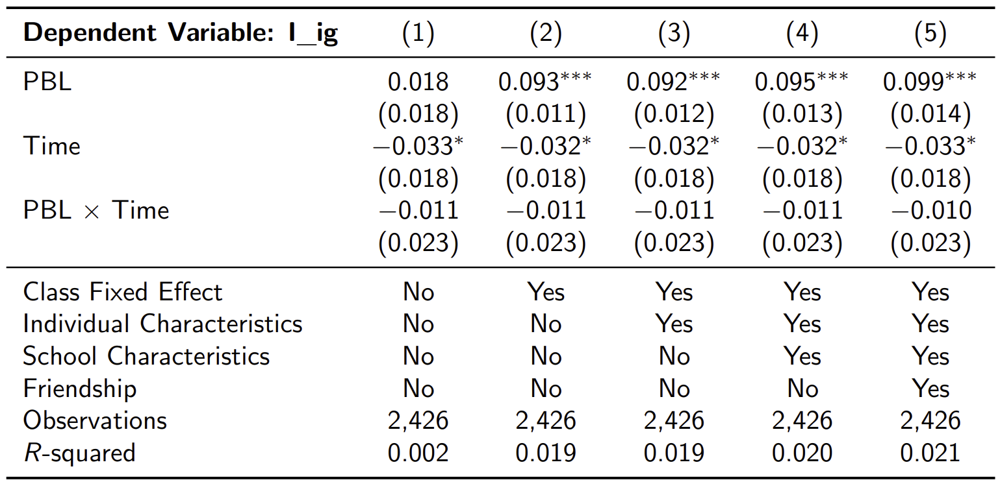 Dependent Variable: I_ig (1) (2) (3) (4) (5)
PBL 0.018 0.093*** 0.092*** 0.095*** 0.099***
(0.018) (0.011) (0.012) (0.013) (0.014)
Time −0.033* −0.032* −0.032* −0.032* −0.033*
(0.018) (0.018) (0.018) (0.018) (0.018)
PBL × Time −0.011 −0.011 −0.011 −0.011 −0.010
(0.023) (0.023) (0.023) (0.023) (0.023)
Class Fixed Effect No Yes Yes Yes Yes
Individual Characteristics No No Yes Yes Yes
School Characteristics No No No Yes Yes
Friendship No No No No Yes
Observations 2,426 2,426 2,426 2,426 2,426
R-squared 0.002 0.019 0.019 0.020 0.021